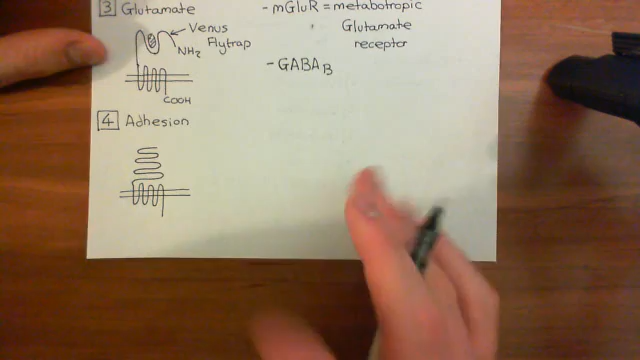 3 Glutamate
Venus
Flytrap
NH2
COOH
- mGluR = metabotropic
Glutamate
receptor
- GABAB
4 Adhesion